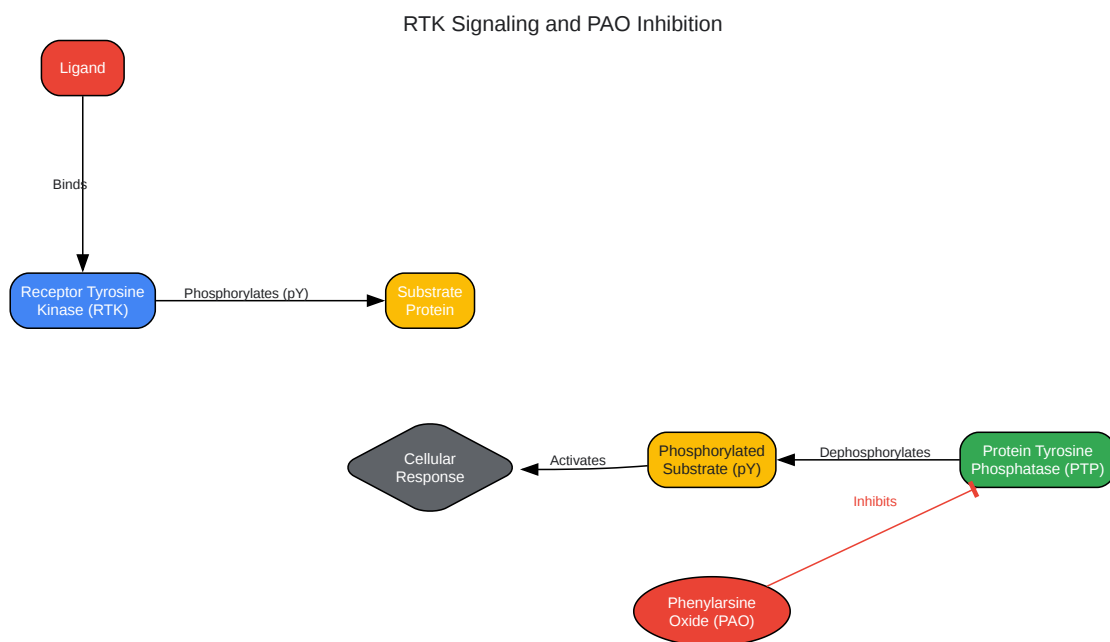 RTK Signaling and PAO Inhibition
Ligand
Binds
Receptor Tyrosine
Kinase (RTK)
Phosphorylates (pY)
Substrate
Protein
Cellular
Response
Activates
Phosphorylated
Substrate (pY)
Dephosphorylates
Protein Tyrosine
Phosphatase (PTP)
Inhibits
Phenylarsine
Oxide (PAO)